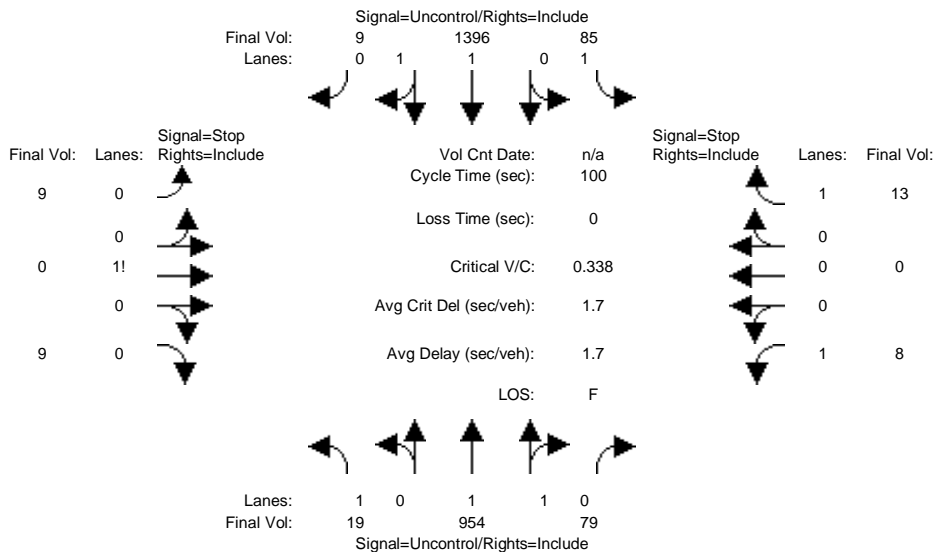 Signal=Uncontrol/Rights=Include
Final Vol: 9 1396 85
Lanes: 0 1 1 0 1
Signal=Stop Signal=Stop
Final Vol: Lanes: Rights=Include Vol Cnt Date: n/a Rights=Include Lanes: Final Vol:
Cycle Time (sec): 100
9 0 1 13
Loss Time (sec): 0
0 0
0 1! Critical V/C: 0.338 0 0
0 Avg Crit Del (sec/veh): 1.7 0
9 0 Avg Delay (sec/veh): 1.7 1 8
LOS: F
Lanes: 1 0 1 1 0
Final Vol: 19 954 79
Signal=Uncontrol/Rights=Include